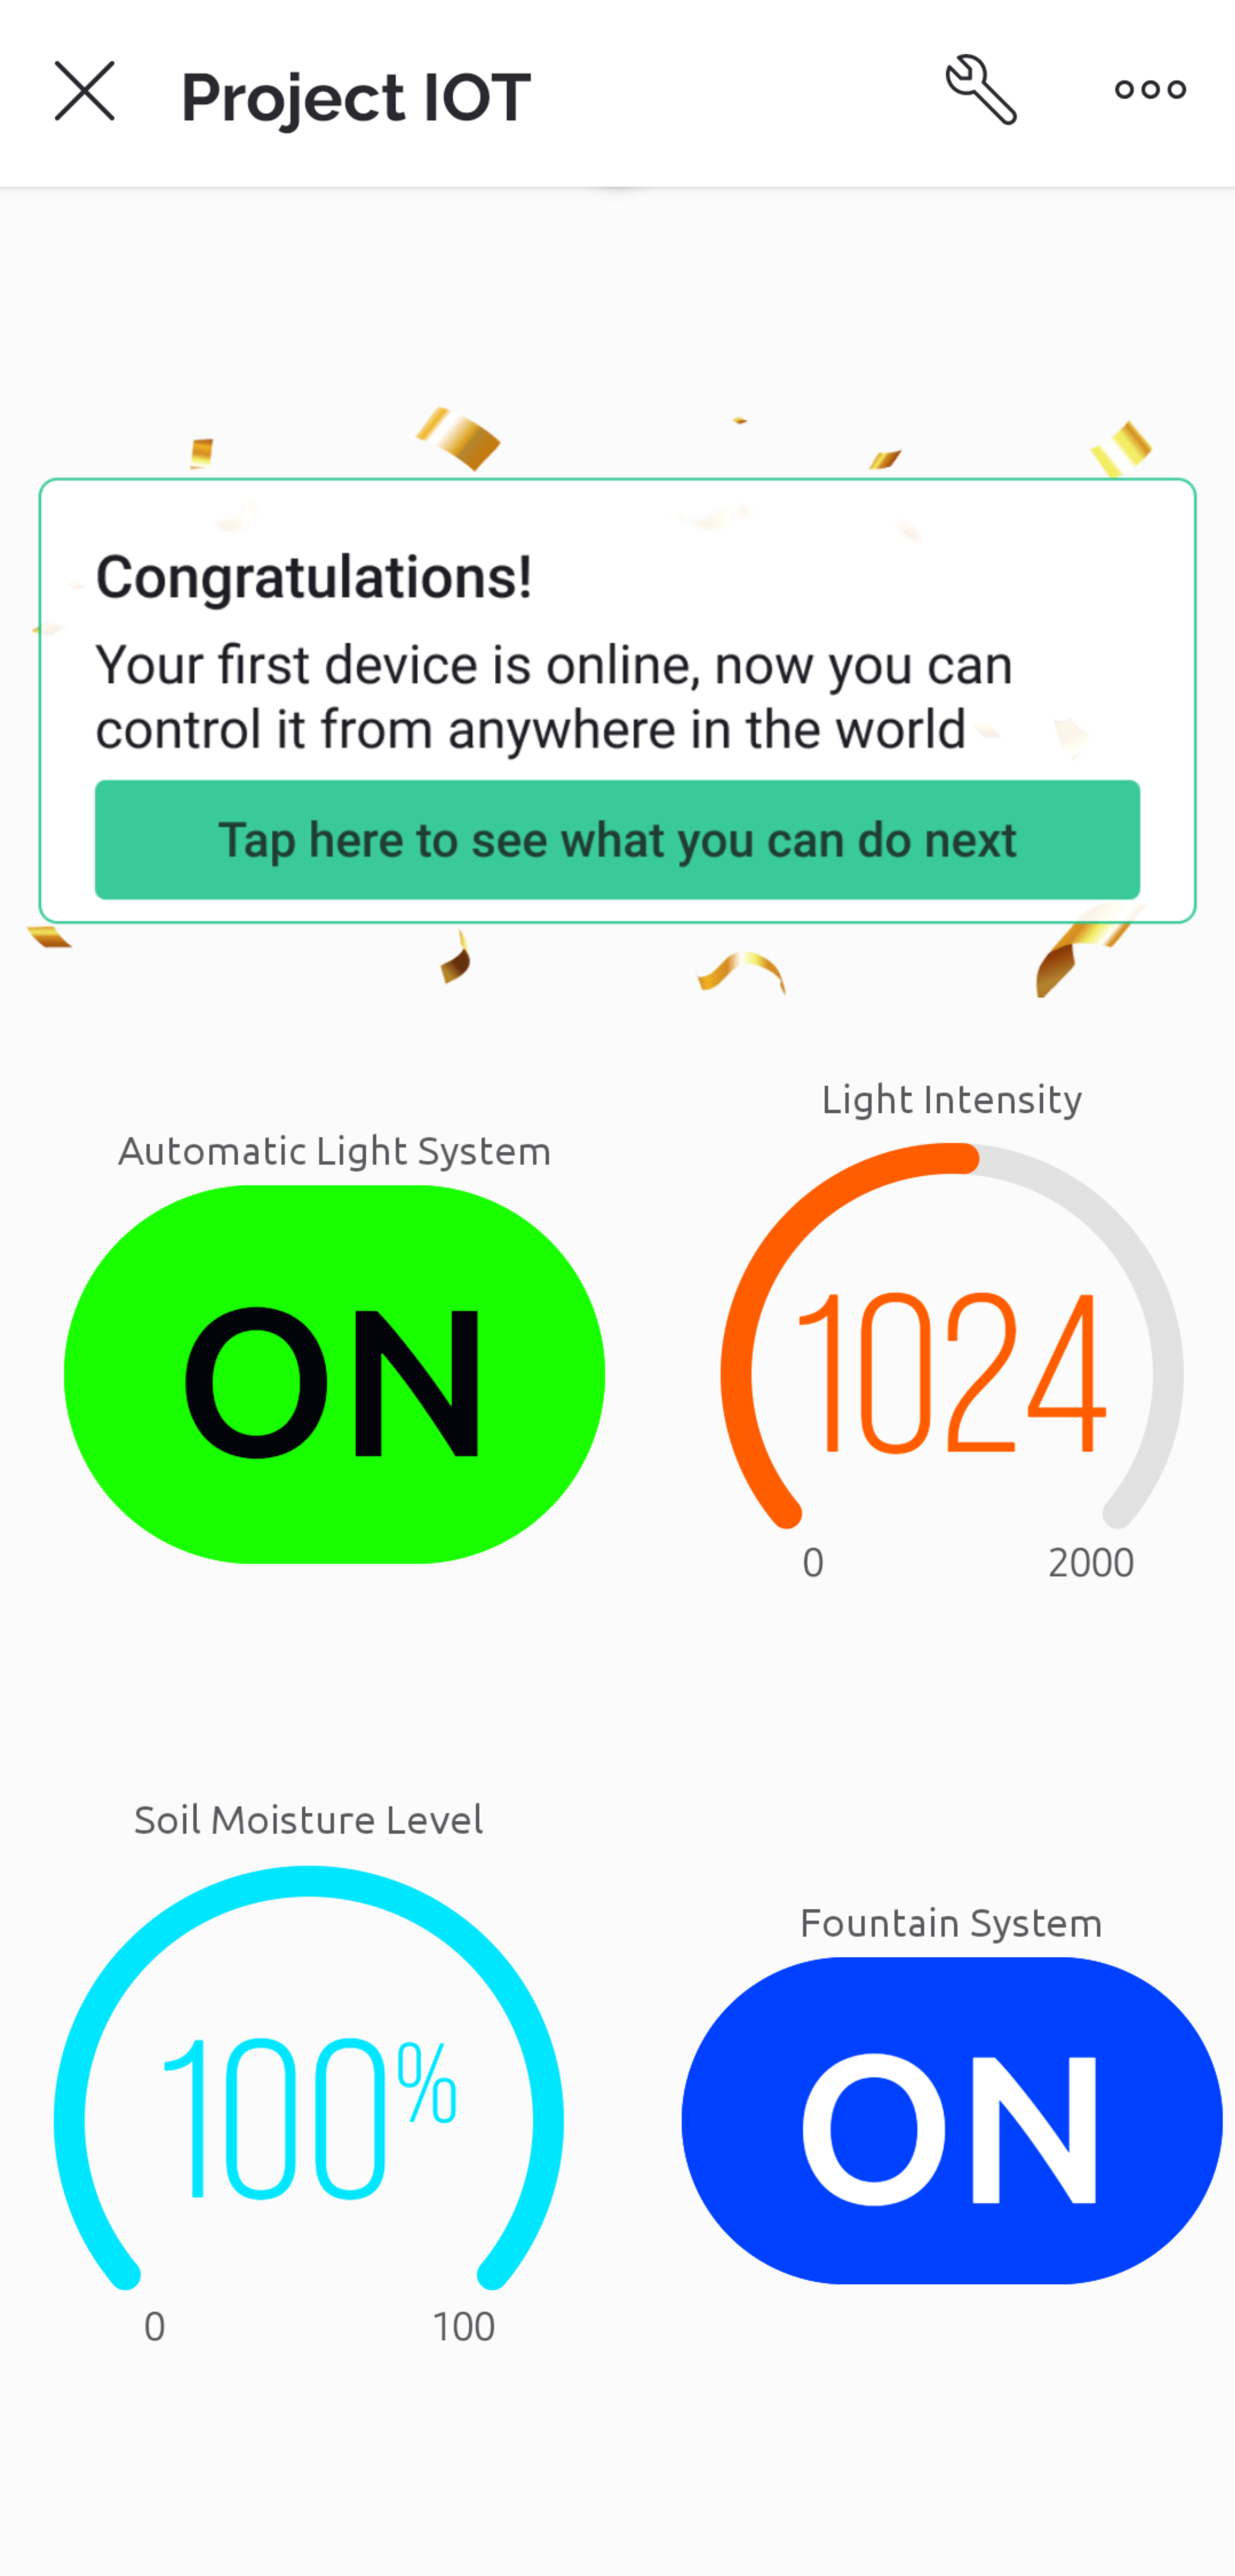 Project IOT
Congratulations!
Your first device is online, now you can
control it from anywhere in the world
Tap here to see what you can do next
Automatic Light System
ON
Light Intensity
1024
0
2000
Soil Moisture Level
100%
0
100
Fountain System
ON